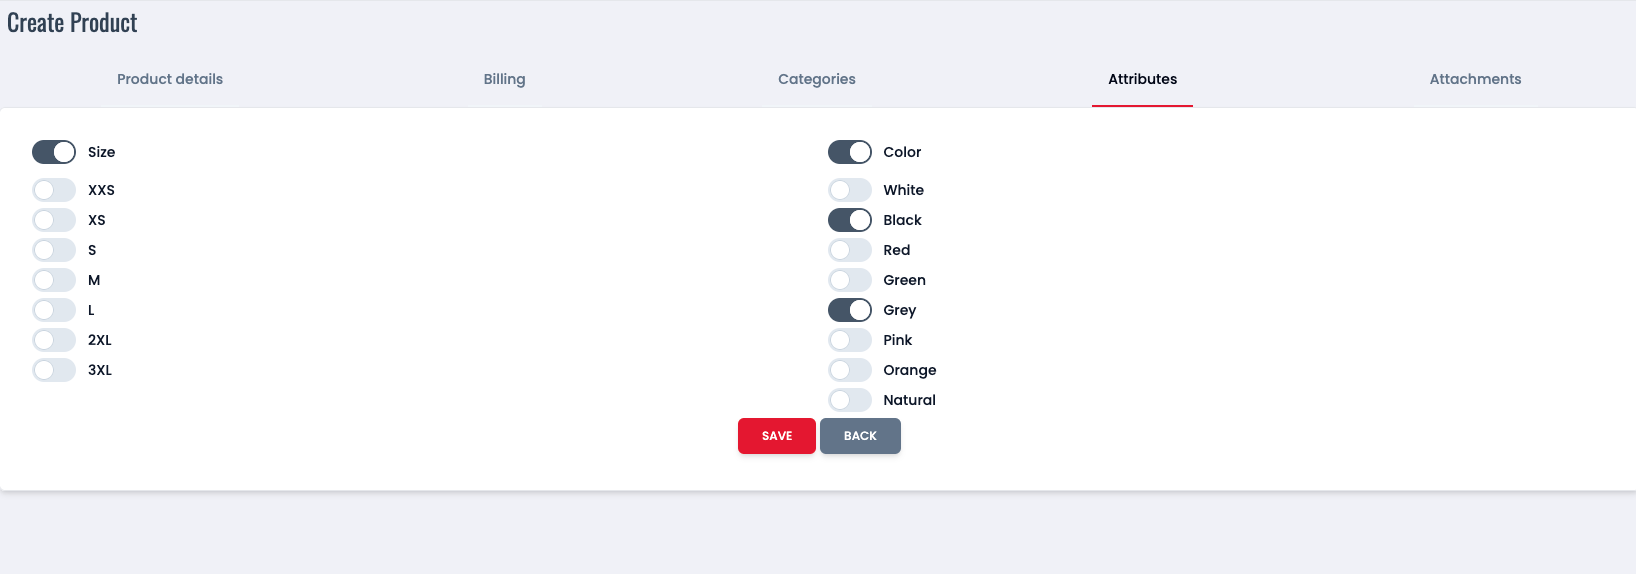 Create Product
Product details
Billing
Categories
Attributes
Attachments
Size
XXS
XS
S
M
L
2XL
3XL
Color
White
Black
Red
Green
Grey
Pink
Orange
Natural
SAVE
BACK